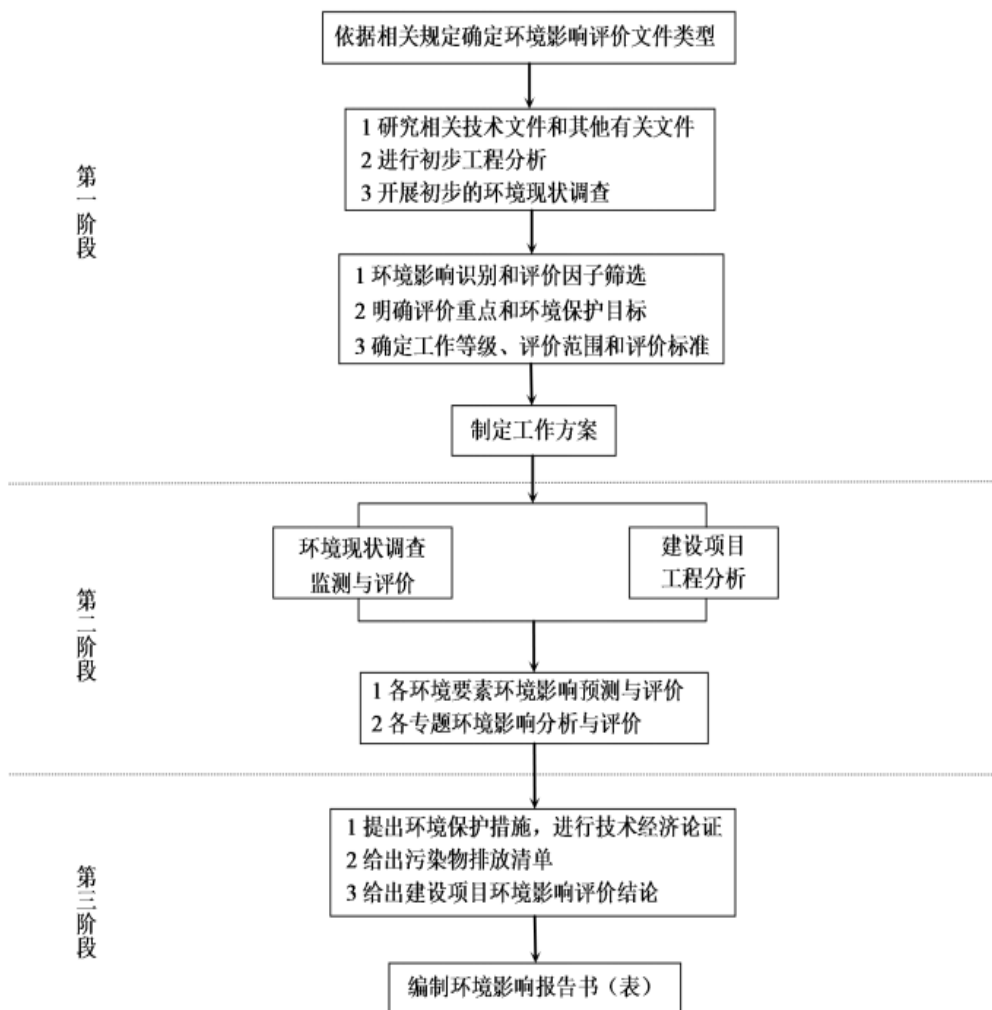 依据相关规定确定环境影响评价文件类型
1 研究相关技术文件和其他有关文件
2 进行初步工程分析
3 开展初步的环境现状调查
第一阶段
1 环境影响识别和评价因子筛选
2 明确评价重点和环境保护目标
3 确定工作等级、评价范围和评价标准
制定工作方案
环境现状调查
监测与评价
建设项目
工程分析
第二阶段
1 各环境要素环境影响预测与评价
2 各专题环境影响分析与评价
1 提出环境保护措施，进行技术经济论证
2 给出污染物排放清单
3 给出建设项目环境影响评价结论
第三阶段
编制环境影响报告书（表）